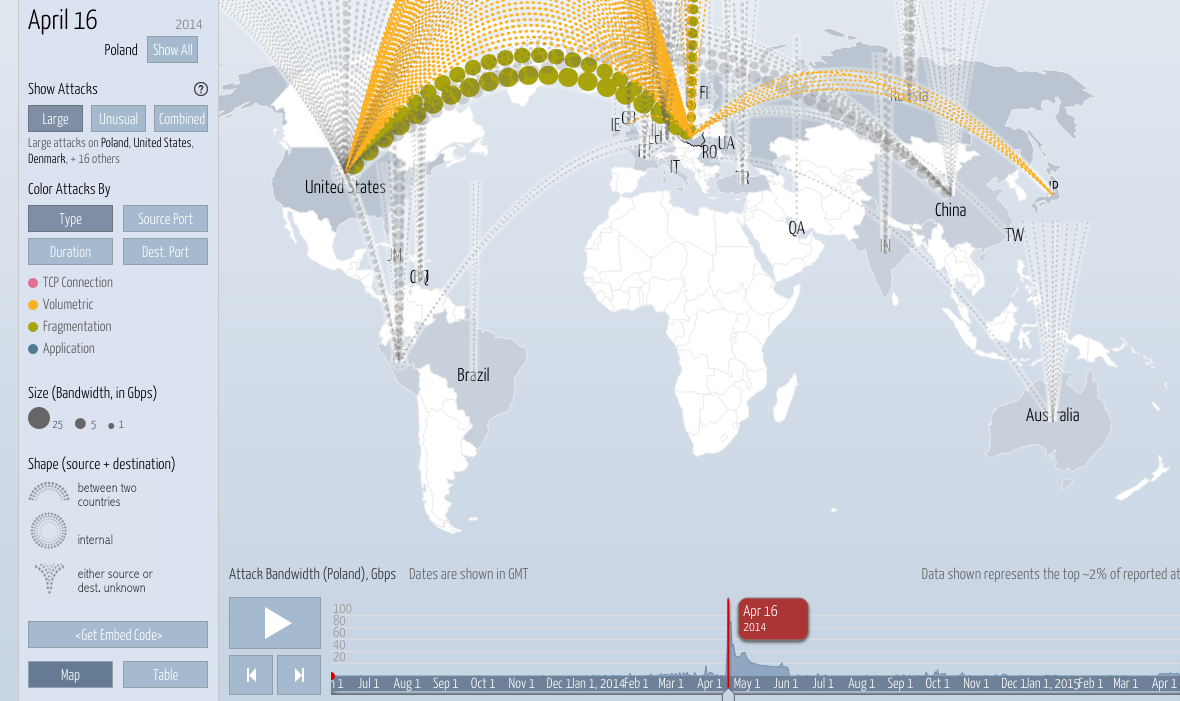 April 16
2014
Poland
Show All
Show Attacks
?
Large
Unusual
Combined
Large attacks on Poland, United States,
Denmark, + 16 others
Color Attacks By
Type
Source Port
Duration
Dest. Port
TCP Connection
Volumetric
Fragmentation
Application
Size (Bandwidth, in Gbps)
25
5
1
Shape (source + destination)
between two
countries
internal
either source or
dest. unknown
<Get Embed Code>
Map
Table
FI
Russia
IE
GB
UA
RO
IT
TR
United States
JP
China
QA
TW
IN
JM
Brazil
Australia
Attack Bandwidth (Poland), Gbps
Dates are shown in GMT
Data shown represents the top ~2% of reported at
100
80
60
40
20
Apr 16
2014
n 1
Jul 1
Aug 1
Sep 1
Oct 1
Nov 1
Dec 1
Jan 1, 2014
Feb 1
Mar 1
Apr 1
May 1
Jun 1
Jul 1
Aug 1
Sep 1
Oct 1
Nov 1
Dec 1
Jan 1, 2015
Feb 1
Mar 1
Apr 1